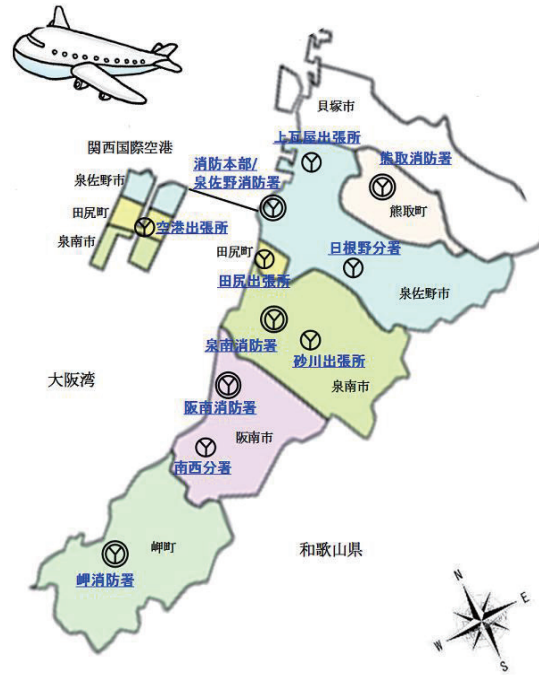 貝塚市
上瓦屋出張所
関西国際空港
消防本部/
泉佐野消防署
熊取消防署
泉佐野市
田尻町
空港出張所
泉南市
熊取町
田尻町
日根野分署
田尻出張所
泉佐野市
泉南消防署
砂川出張所
泉南市
大阪湾
阪南消防署
阪南市
南西分署
岬町
和歌山県
岬消防署
N
E
W
S